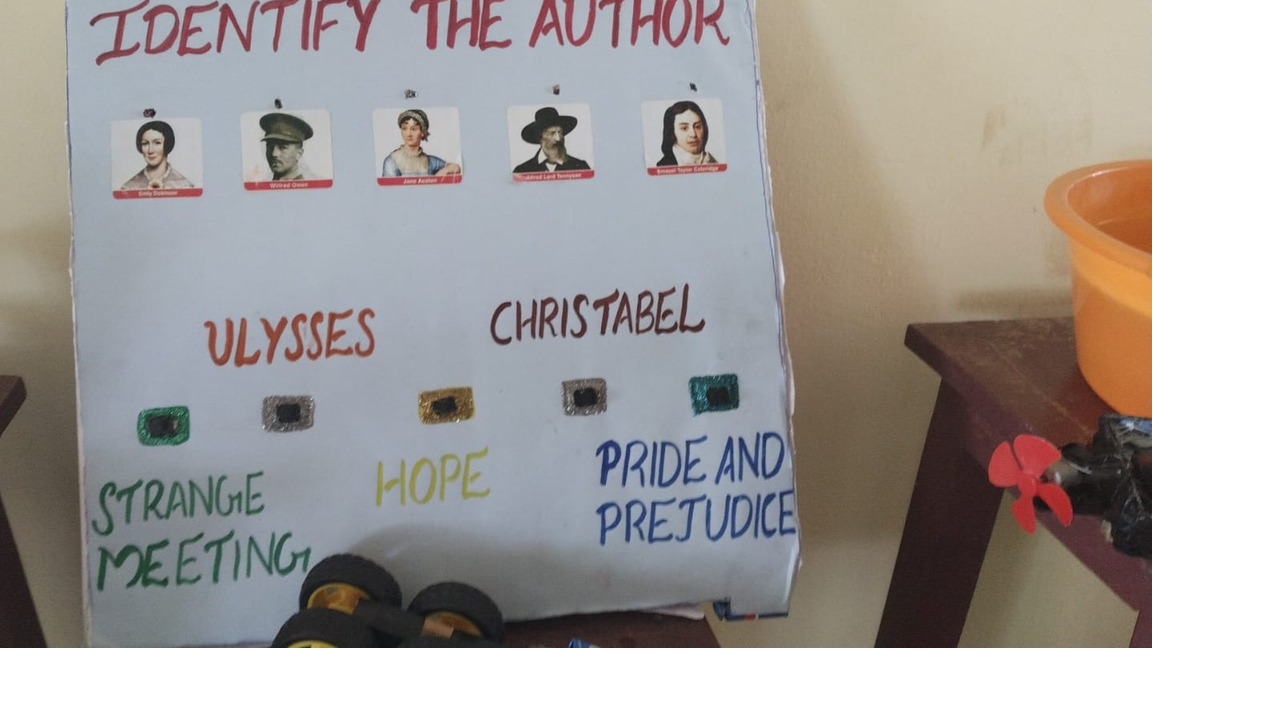 IDENTIFY THE AUTHOR
Emily Dickinson
Wilfred Owen
Jane Austen
Alfred Lord Tennyson
Samuel Taylor Coleridge
ULYSSES
CHRISTABEL
STRANGE
MEETING
HOPE
PRIDE AND
PREJUDICE